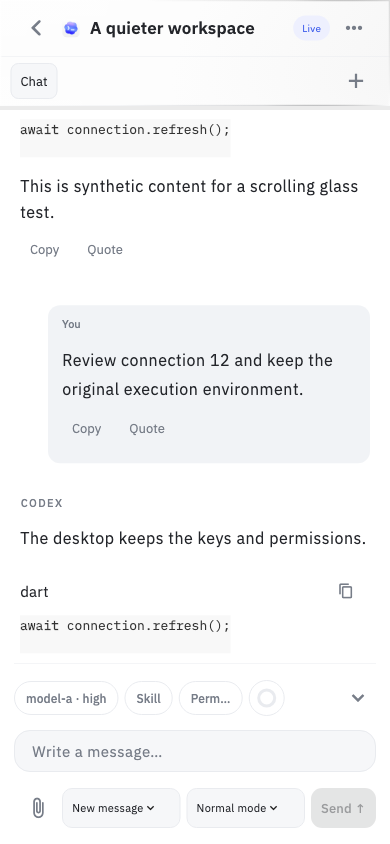 A quieter workspace
Live
Chat
await connection.refresh();
This is synthetic content for a scrolling glass
test.
Copy Quote
You
Review connection 12 and keep the
original execution environment.
Copy Quote
CODEX
The desktop keeps the keys and permissions.
dart
await connection.refresh();
model-a · high Skill Perm...
Write a message...
New message Normal mode Send ↑